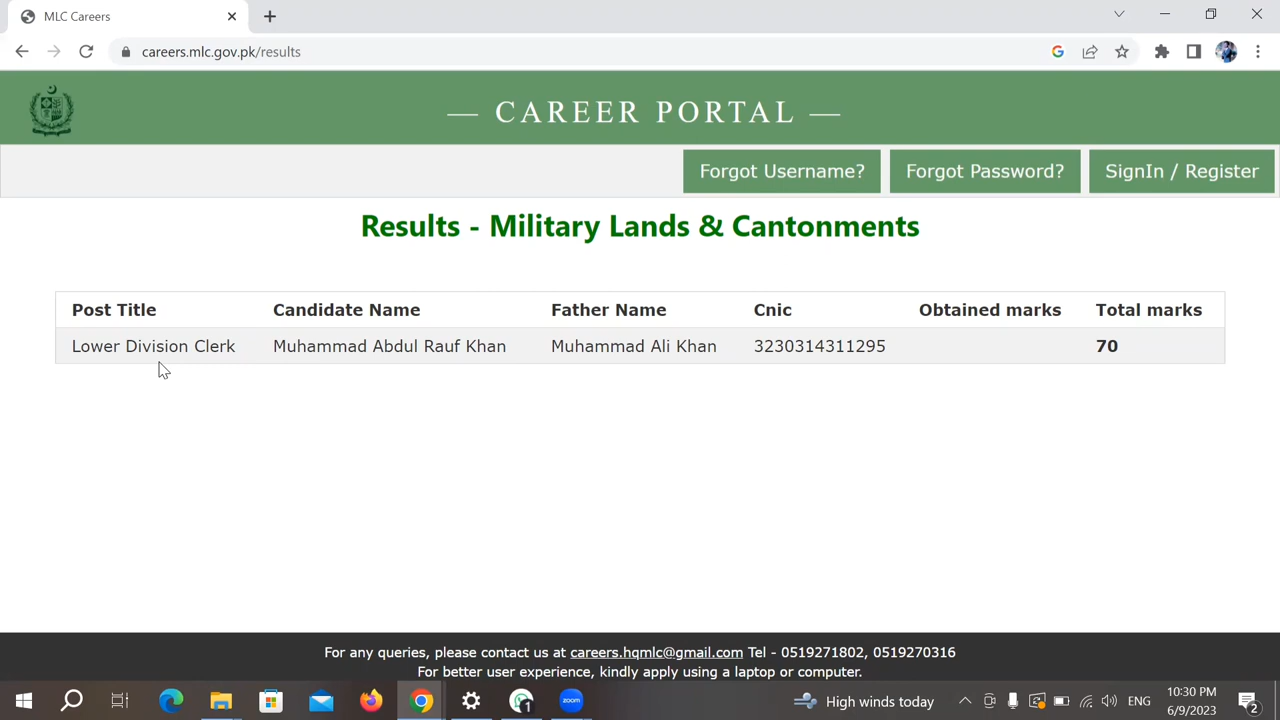 MLC Careers
careers.mlc.gov.pk/results
— CAREER PORTAL —
Forgot Username? Forgot Password? SignIn / Register
Results - Military Lands & Cantonments
Post Title Candidate Name Father Name Cnic Obtained marks Total marks
Lower Division Clerk Muhammad Abdul Rauf Khan Muhammad Ali Khan 3230314311295 70
For any queries, please contact us at careers.hqmlc@gmail.com Tel - 0519271802, 0519270316
For better user experience, kindly apply using a laptop or computer.
1 zoom High winds today ENG 10:30 PM 2
6/9/2023